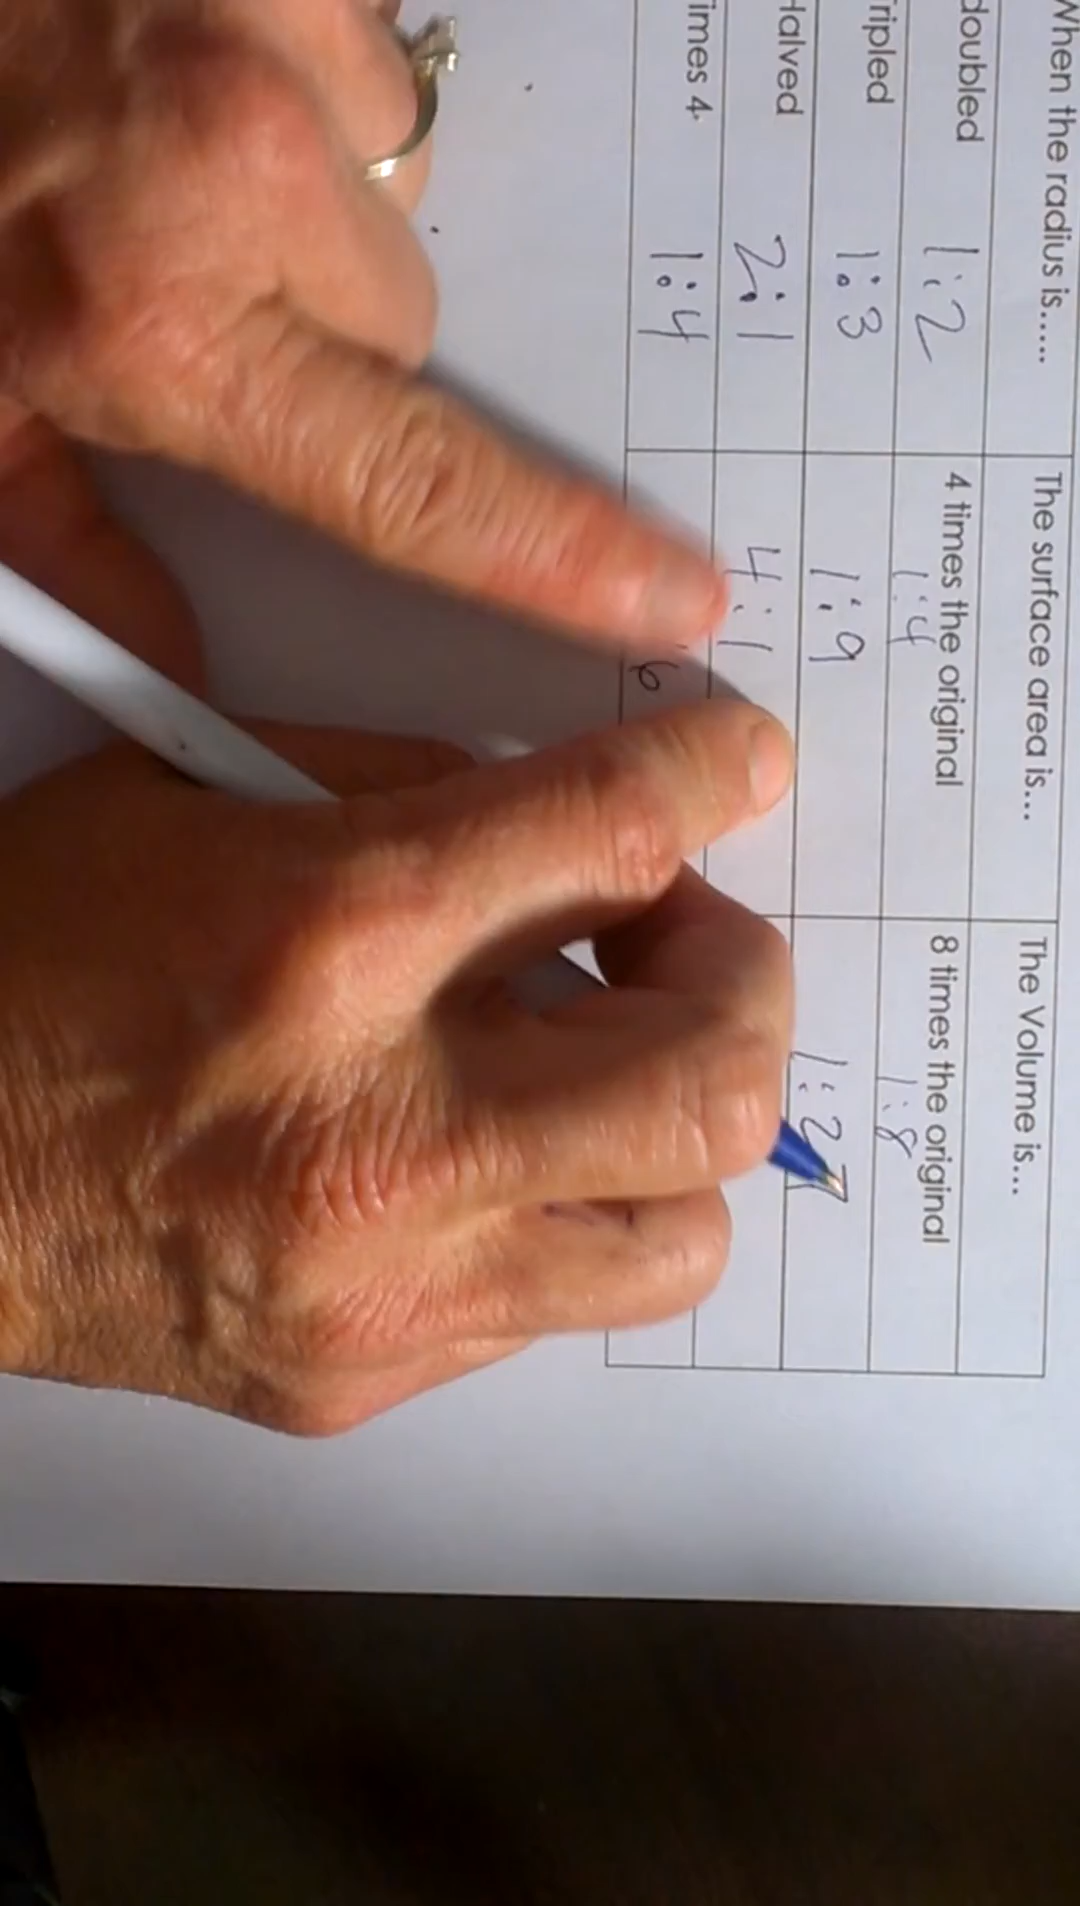 When the radius is..... The surface area is... The Volume is...
doubled 1:2 4 times the original 8 times the original
1:4 1:8
ripled 1:3 1:9 1:27
Halved 2:1 4:1
imes 4 1:4 6